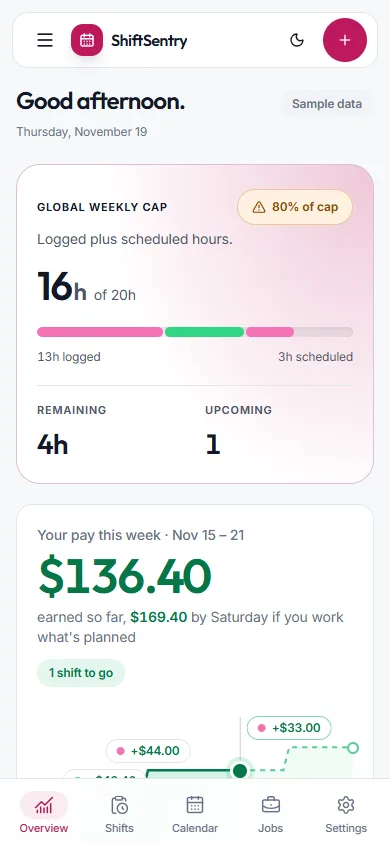 ShiftSentry
Good afternoon.
Sample data
Thursday, November 19
GLOBAL WEEKLY CAP
80% of cap
Logged plus scheduled hours.
16h of 20h
13h logged
3h scheduled
REMAINING
UPCOMING
4h
1
Your pay this week · Nov 15 – 21
$136.40
earned so far, $169.40 by Saturday if you work
what's planned
1 shift to go
+$33.00
+$44.00
Overview
Shifts
Calendar
Jobs
Settings